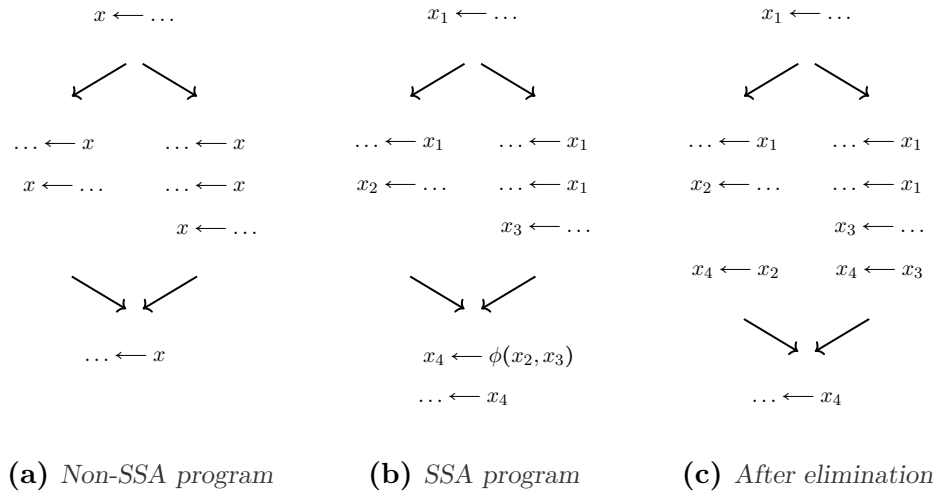 x ⟵ … x₁ ⟵ … x₁ ⟵ …
… ⟵ x … ⟵ x … ⟵ x₁ … ⟵ x₁ … ⟵ x₁ … ⟵ x₁
x ⟵ … … ⟵ x x₂ ⟵ … … ⟵ x₁ x₂ ⟵ … … ⟵ x₁
x ⟵ … x₃ ⟵ … x₃ ⟵ …
x₄ ⟵ x₂ x₄ ⟵ x₃
… ⟵ x x₄ ⟵ ϕ(x₂, x₃)
… ⟵ x₄ … ⟵ x₄
(a) Non-SSA program (b) SSA program (c) After elimination